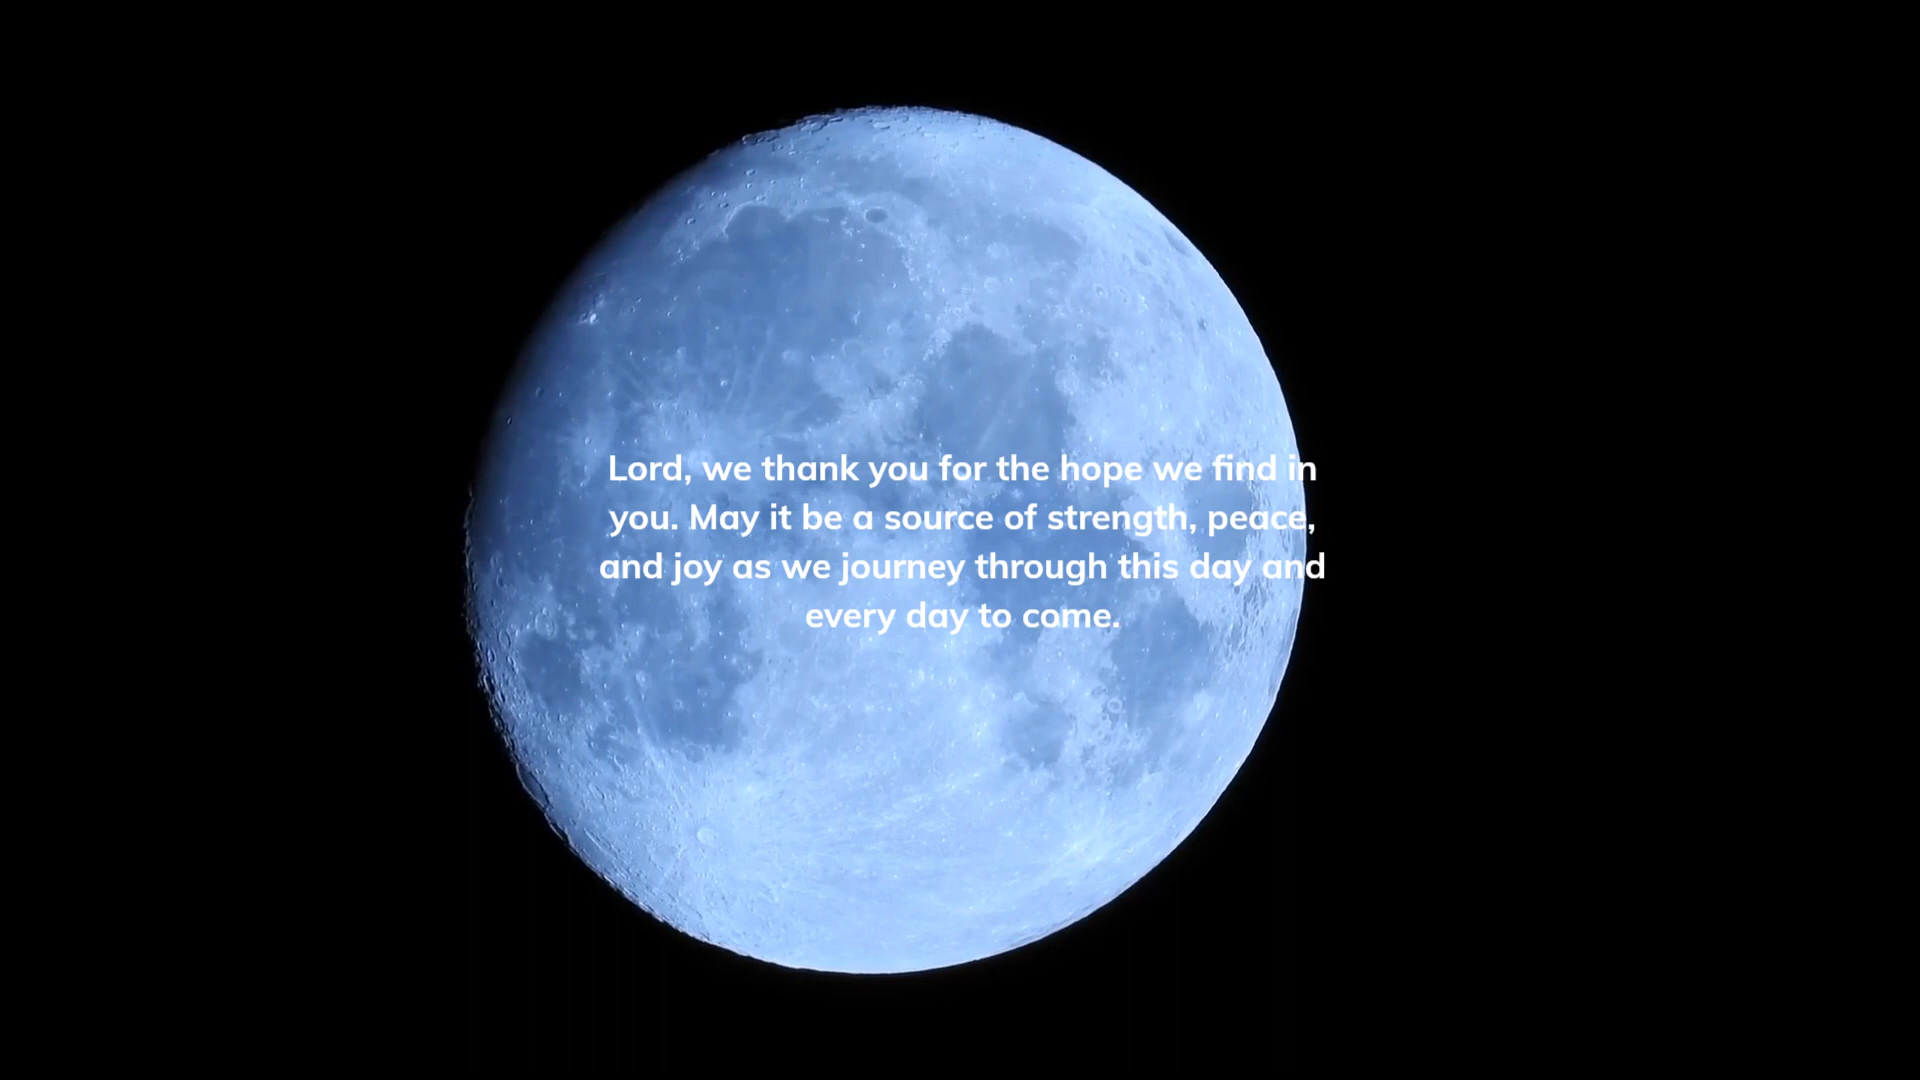 Lord, we thank you for the hope we find in
you. May it be a source of strength, peace,
and joy as we journey through this day and
every day to come.